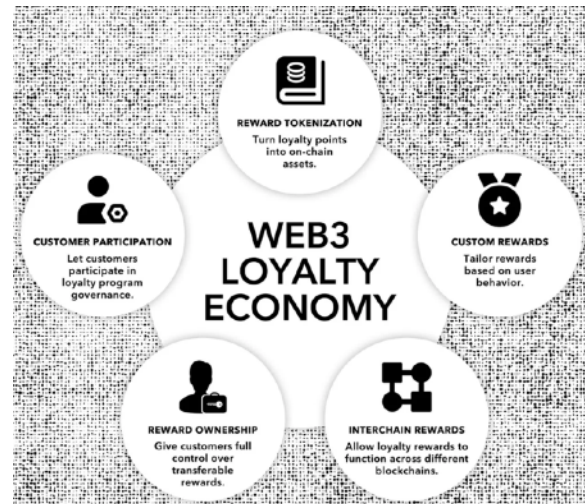 REWARD TOKENIZATION
Turn loyalty points
into on-chain
assets.
CUSTOMER PARTICIPATION
Let customers
participate in
loyalty program
governance.
WEB3
LOYALTY
ECONOMY
CUSTOM REWARDS
Tailor rewards
based on user
behavior.
REWARD OWNERSHIP
Give customers full
control over
transferable
rewards.
INTERCHAIN REWARDS
Allow loyalty rewards to
function across different
blockchains.